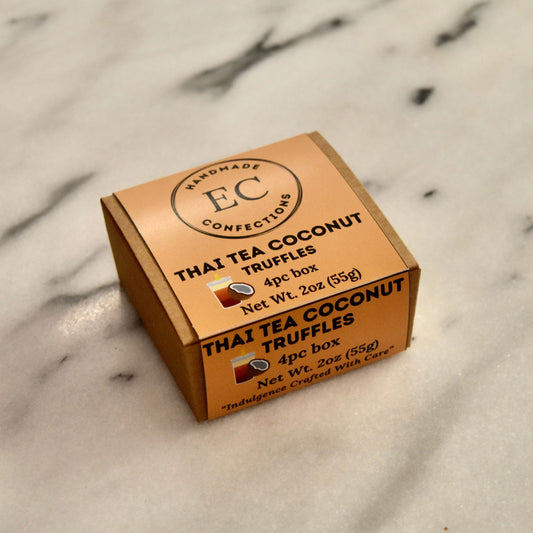 HANDMADE
EC
CONFECTIONS
THAI TEA COCONUT
TRUFFLES
4pc box
Net Wt. 2oz (55g)
THAI TEA COCONUT
TRUFFLES
4pc box
Net Wt. 2oz (55g)
"Indulgence Crafted With Care"